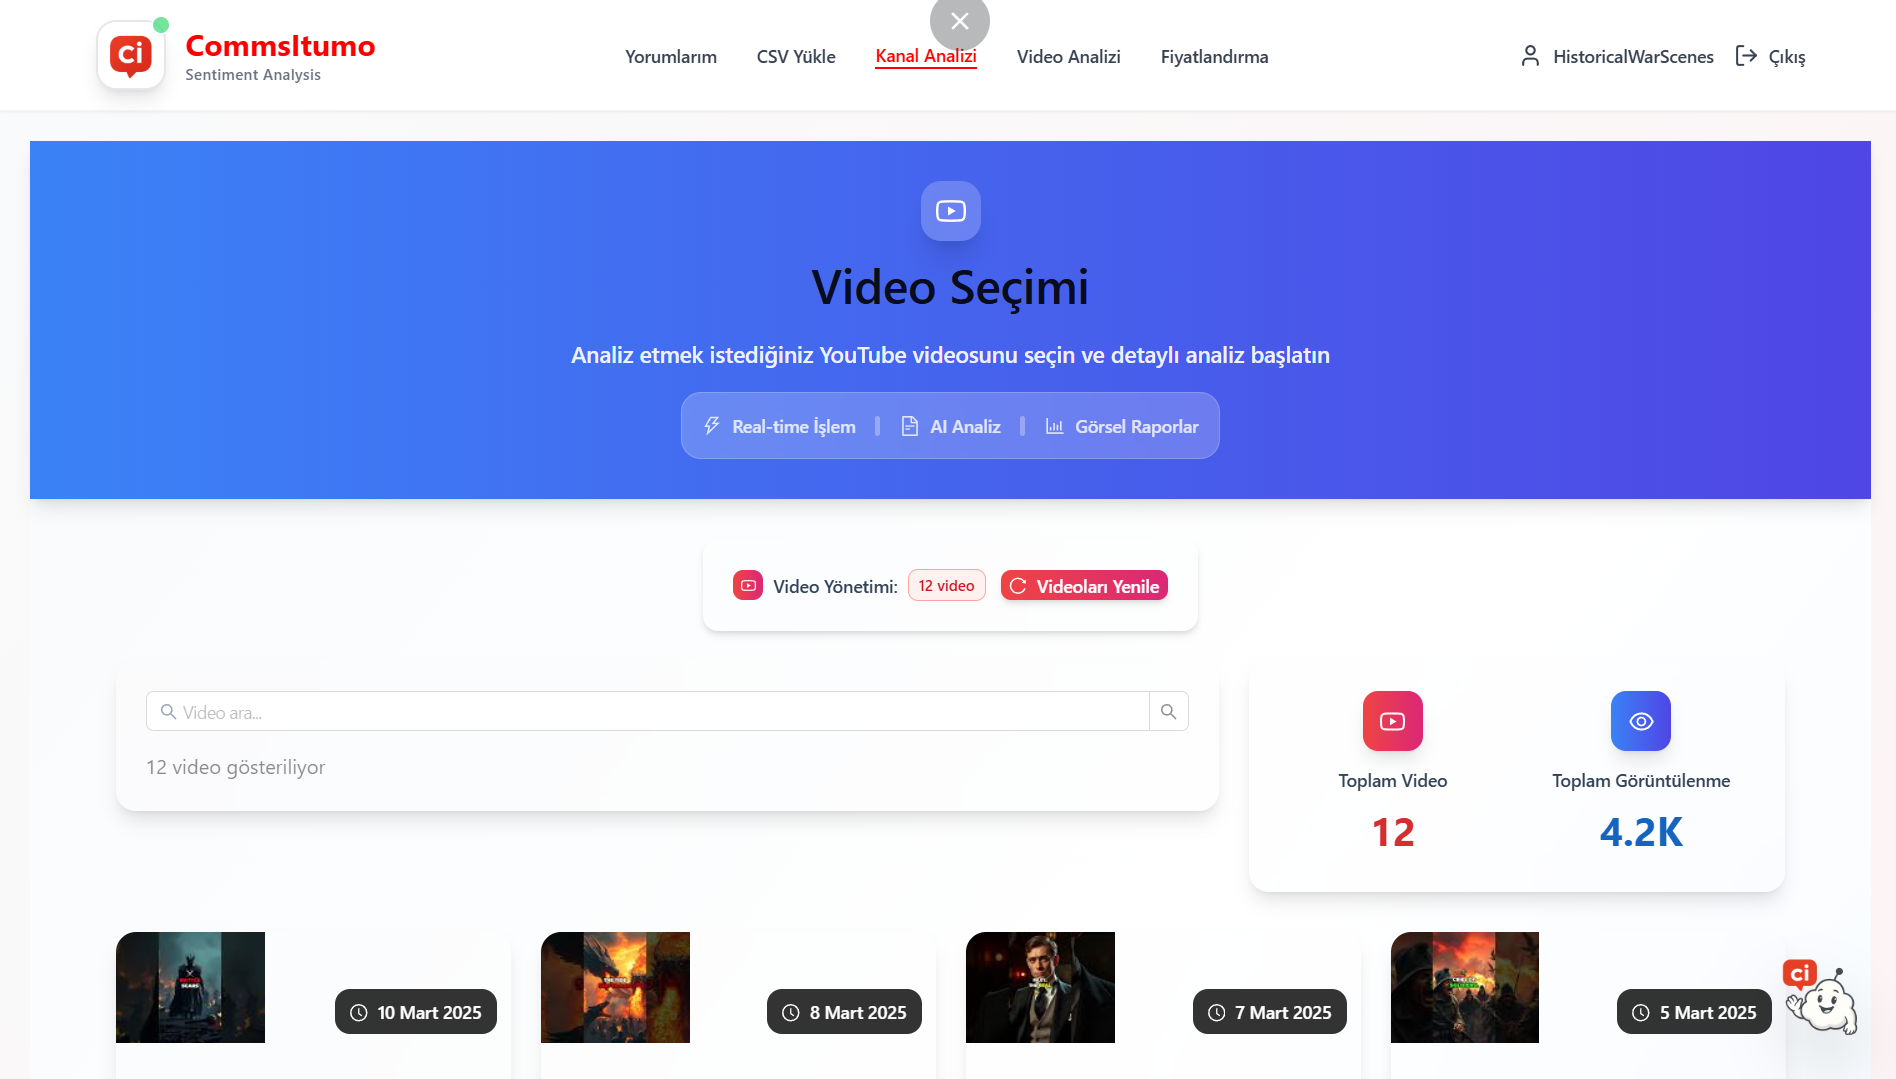 ci
CommsItumo
Sentiment Analysis
Yorumlarım
CSV Yükle
Kanal Analizi
Video Analizi
Fiyatlandırma
HistoricalWarScenes
Çıkış
Video Seçimi
Analiz etmek istediğiniz YouTube videosunu seçin ve detaylı analiz başlatın
Real-time İşlem
AI Analiz
Görsel Raporlar
Video Yönetimi:
12 video
Videoları Yenile
Video ara...
12 video gösteriliyor
Toplam Video
12
Toplam Görüntülenme
4.2K
10 Mart 2025
8 Mart 2025
7 Mart 2025
5 Mart 2025
ci